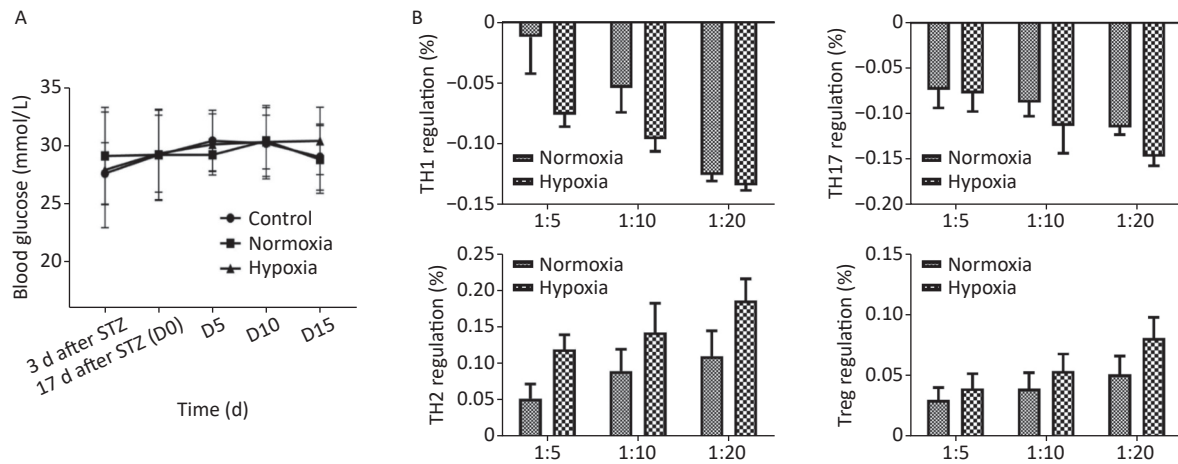 A
Blood glucose (mmol/L)
35
30
25
20
Control
Normoxia
Hypoxia
3 d after STZ
17 d after STZ (D0)
D5
D10
D15
Time (d)
B
TH1 regulation (%)
0
−0.05
−0.10
−0.15
Normoxia
Hypoxia
1:5
1:10
1:20
TH17 regulation (%)
0
−0.05
−0.10
−0.15
−0.20
Normoxia
Hypoxia
1:5
1:10
1:20
TH2 regulation (%)
0.25
0.20
0.15
0.10
0.05
0
Normoxia
Hypoxia
1:5
1:10
1:20
Treg regulation (%)
0.15
0.10
0.05
0
Normoxia
Hypoxia
1:5
1:10
1:20